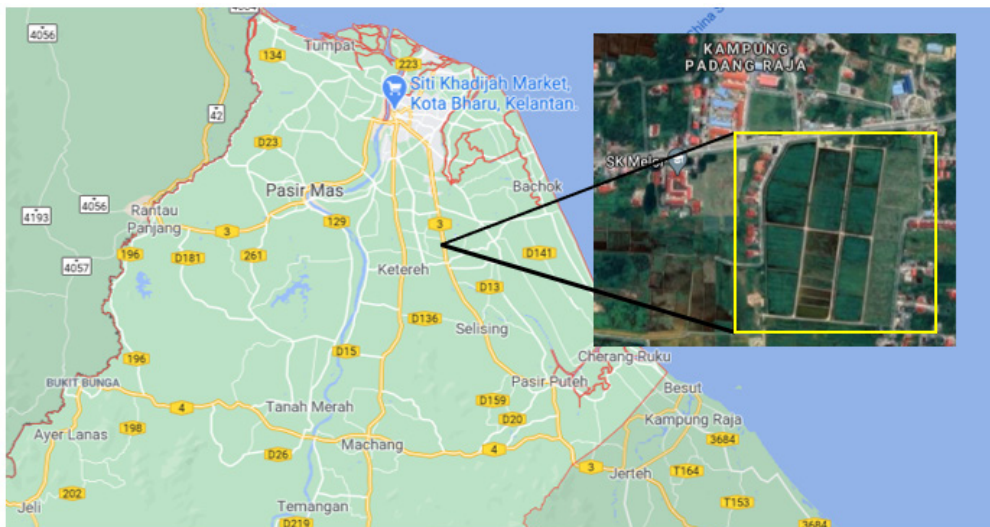 4084
4056
China S
Tumpat
134
223
KAMPUNG
PADANG RAJA
Siti Khadijah Market,
Kota Bharu, Kelantan.
42
D23
SK Melor
Pasir Mas
Bachok
4056
Rantau
Panjang
4193
129
3
3
196
D181
261
D141
4057
Ketereh
D13
D136
Selising
D15
196
Cherang Ruku
BUKIT BUNGA
Pasir Puteh
Besut
D159
4
Tanah Merah
D20
Kampung Raja
Ayer Lanas
198
Machang
3684
D26
4
3
Jerteh
T164
202
Jeli
Temangan
T153
D219
3684